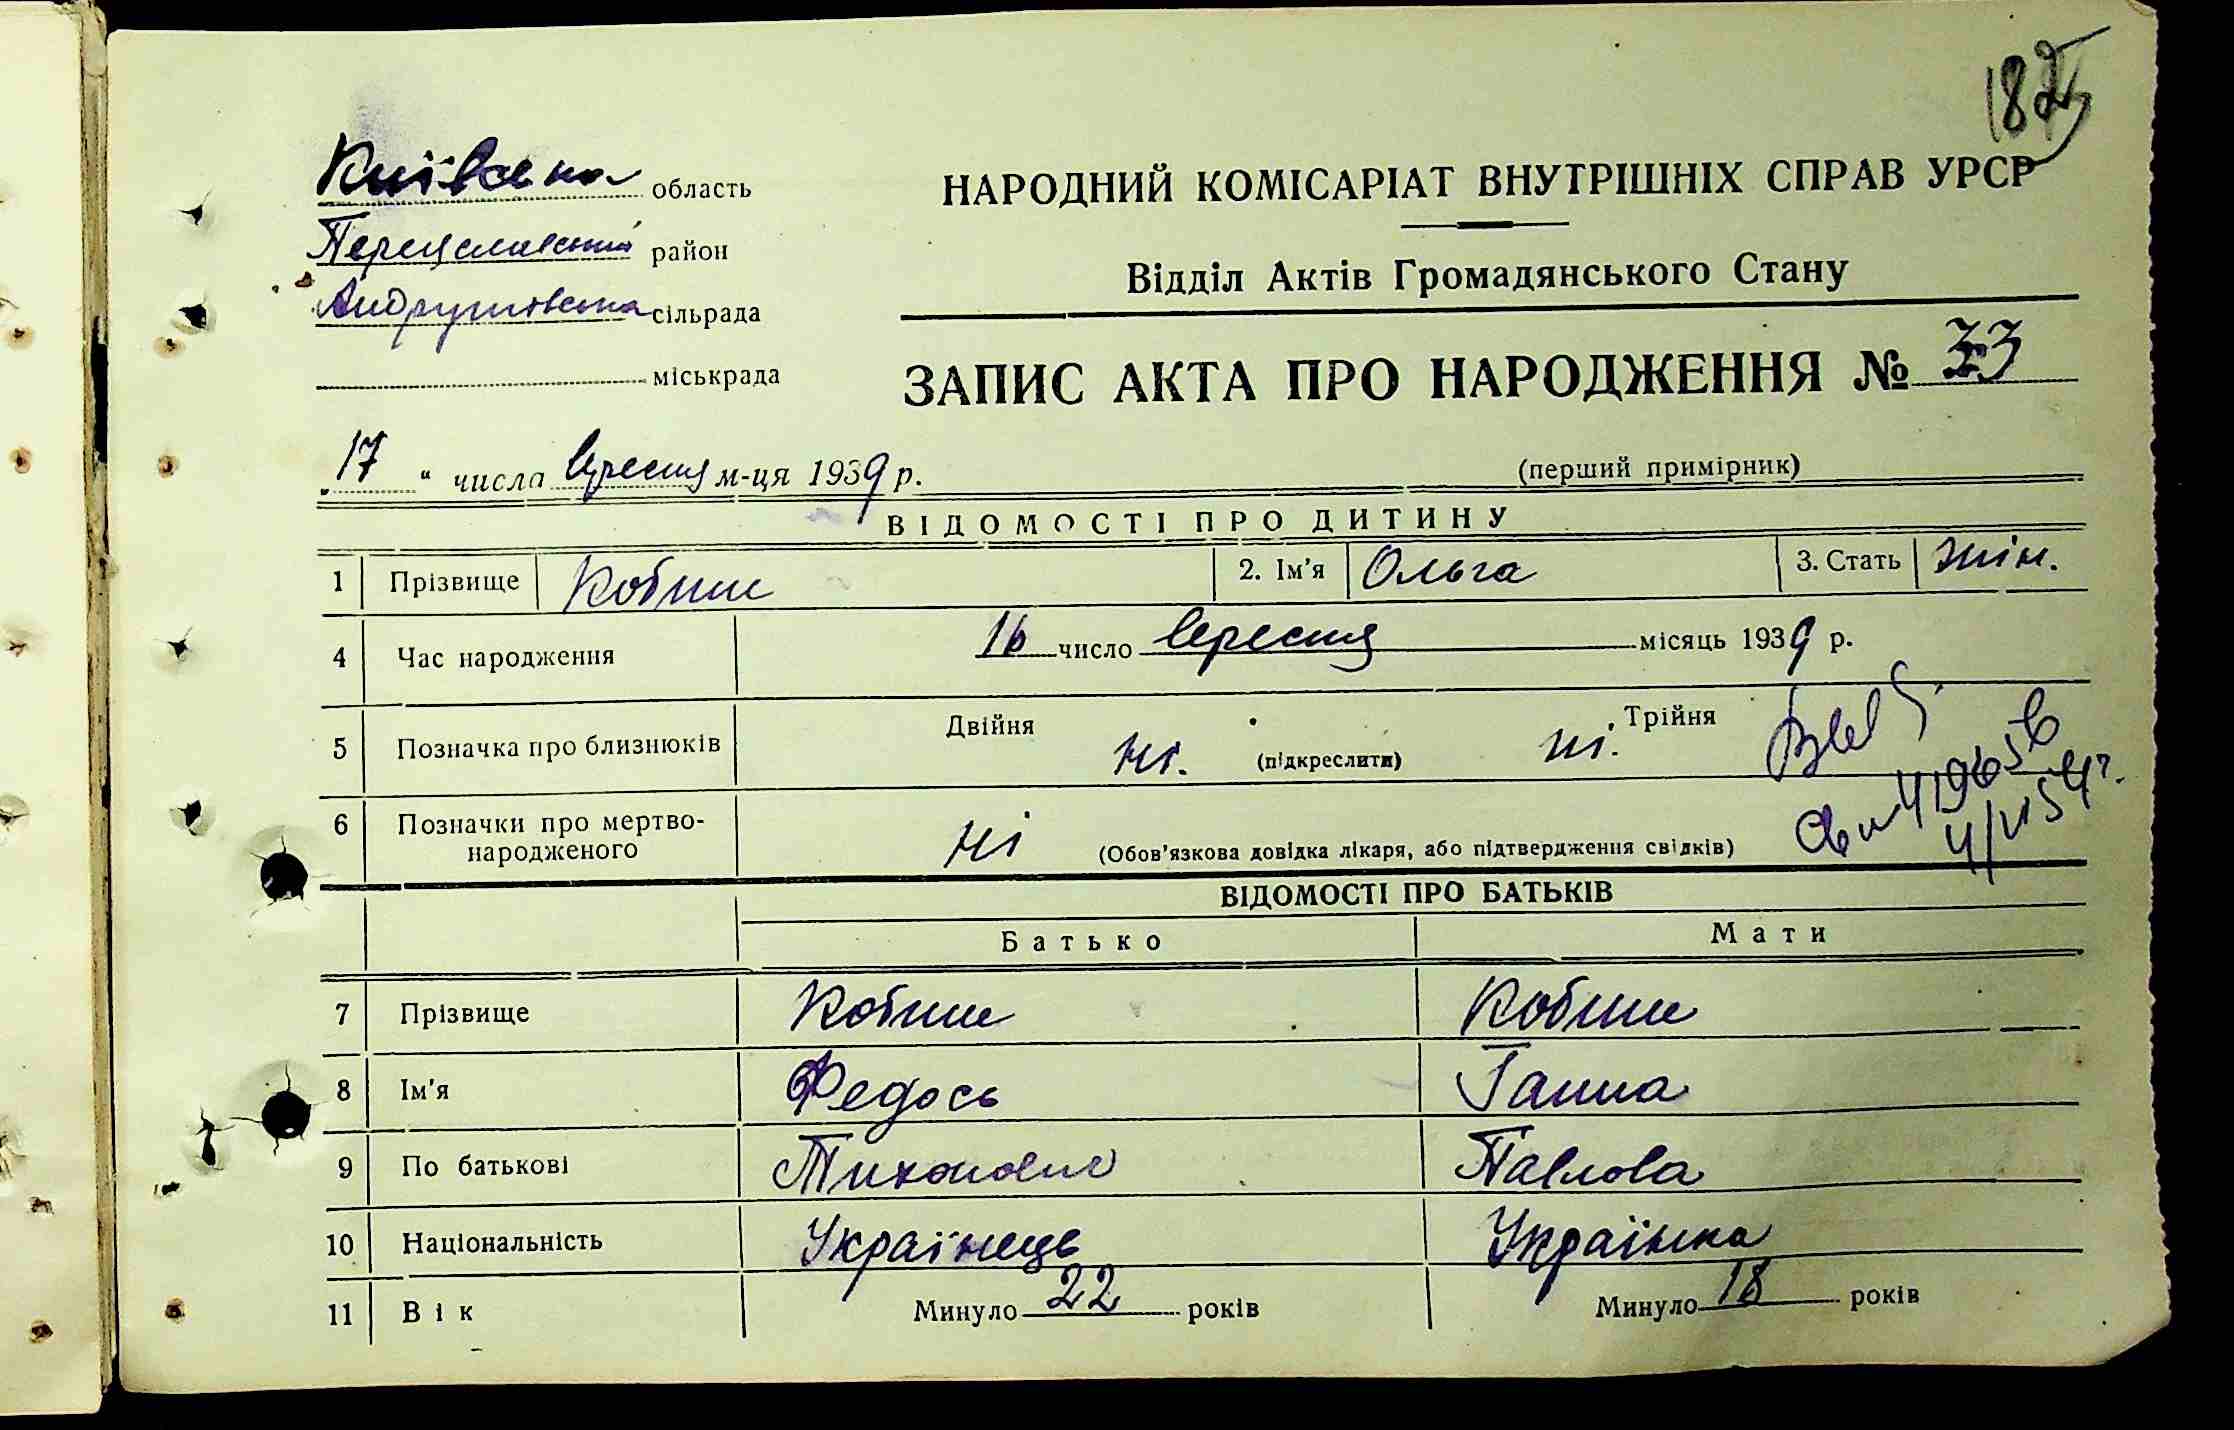 Київська область
Переяславський район
Андрушівська сільрада
міськрада
НАРОДНИЙ КОМІСАРІАТ ВНУТРІШНІХ СПРАВ УРСР
Відділ Актів Громадянського Стану
ЗАПИС АКТА ПРО НАРОДЖЕННЯ № 33
„17“ числа вересня м-ця 1939 р.
(перший примірник)
ВІДОМОСТІ ПРО ДИТИНУ
1 Прізвище 2. Ім'я Ольга 3. Стать жін.
4 Час народження 16 число вересня місяць 1939 р.
5 Позначка про близнюків Двійня ні. (підкреслити) ні. Трійня
6 Позначки про мертво-
народженого ні (Обов'язкова довідка лікаря, або підтвердження свідків)
ВІДОМОСТІ ПРО БАТЬКІВ
Батько Мати
7 Прізвище
8 Ім'я Федось Ганна
9 По батькові Тихонович Павлова
10 Національність Українець Українка
11 Вік Минуло 22 років Минуло 18 років